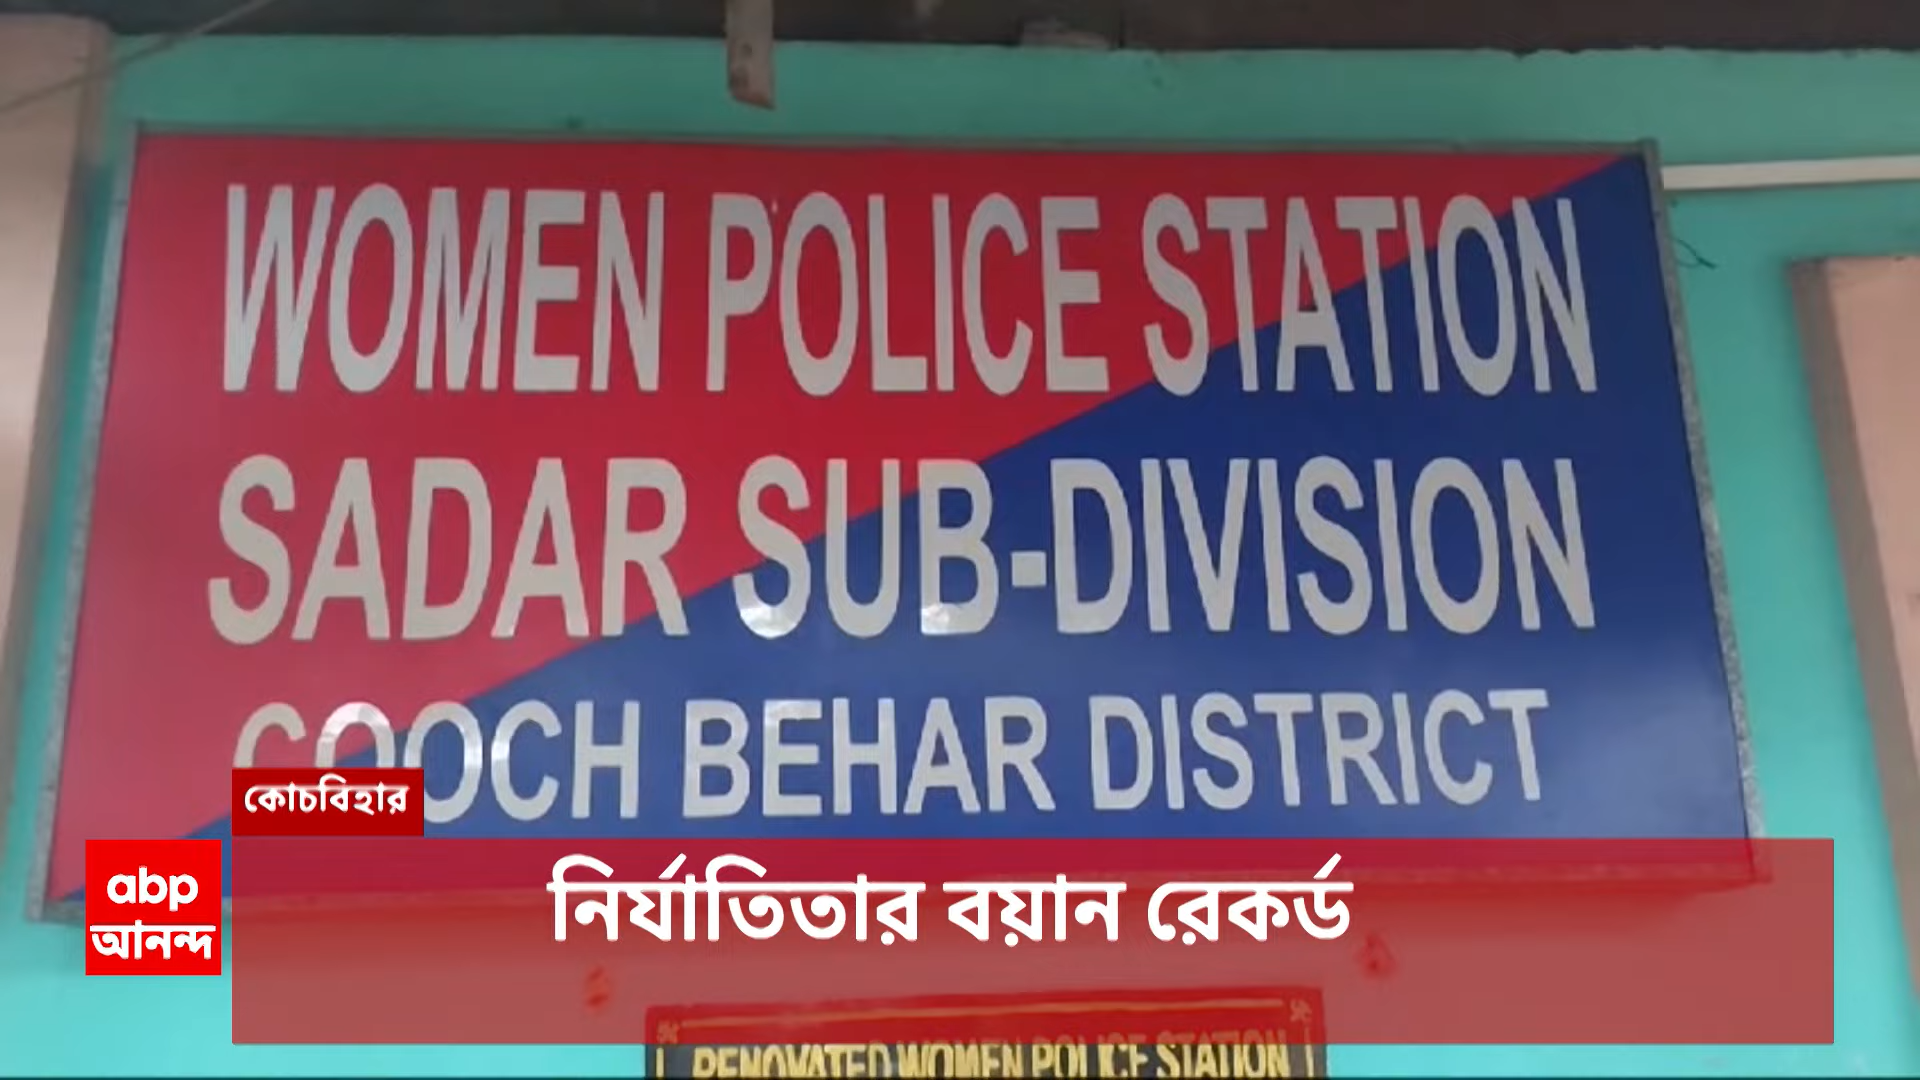 WOMEN POLICE STATION
SADAR SUB-DIVISION
COOCH BEHAR DISTRICT
কোচবিহার
abp
আনন্দ
নির্যাতিতার বয়ান রেকর্ড
RENOVATED WOMEN POLICE STATION